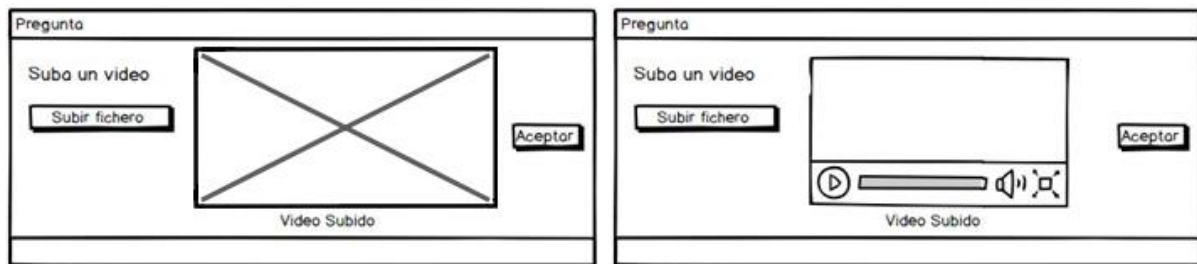 Pregunta
Suba un video
Subir fichero
Aceptar
Video Subido
Pregunta
Suba un video
Subir fichero
Aceptar
Video Subido